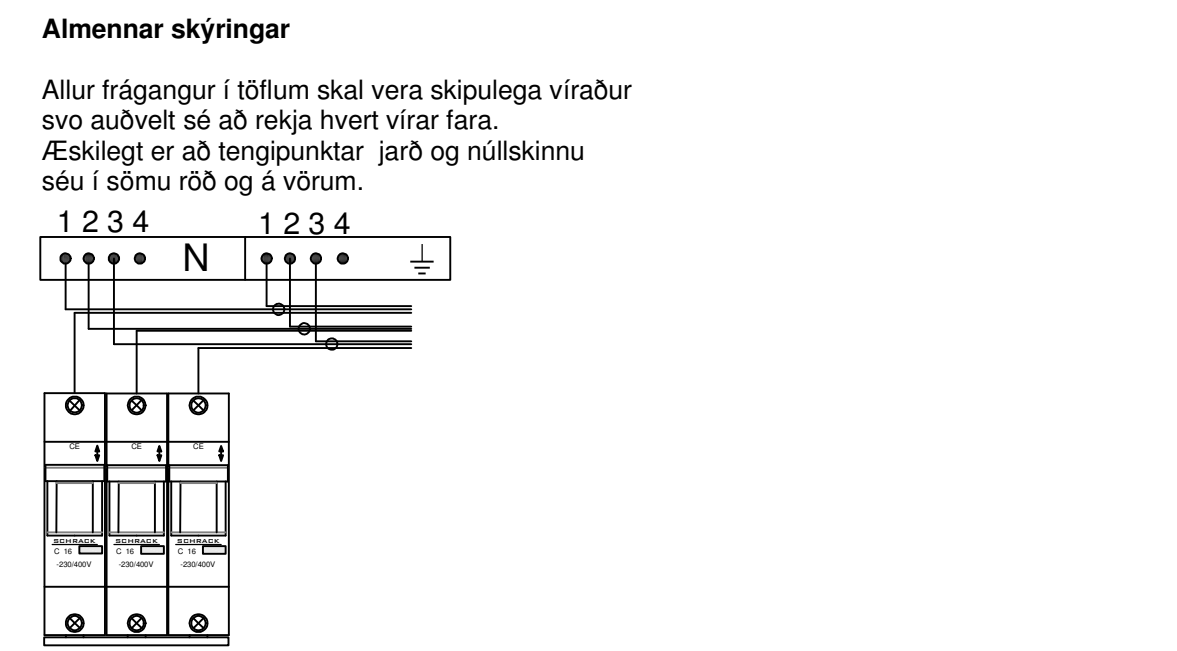 Almennar skýringar
Allur frágangur í töflum skal vera skipulega víraður
svo auðvelt sé að rekja hvert vírar fara.
Æskilegt er að tengipunktar  jarð og núllskinnu
séu í sömu röð og á vörum.
1 2 3 4 1 2 3 4
N
CE CE CE
SCHRACK SCHRACK SCHRACK
C 16 C 16 C 16
-230/400V -230/400V -230/400V